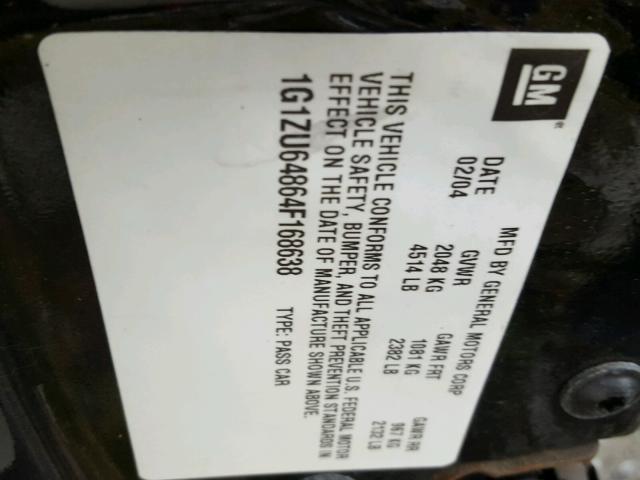 GM®
MFD BY GENERAL MOTORS CORP
DATE GVWR GAWR FRT GAWR RR
02/04 2048 KG 1081 KG 967 KG
4514 LB 2382 LB 2132 LB
THIS VEHICLE CONFORMS TO ALL APPLICABLE U.S. FEDERAL MOTOR
VEHICLE SAFETY, BUMPER, AND THEFT PREVENTION STANDARDS IN
EFFECT ON THE DATE OF MANUFACTURE SHOWN ABOVE.
1G1ZU64864F168638 TYPE: PASS CAR